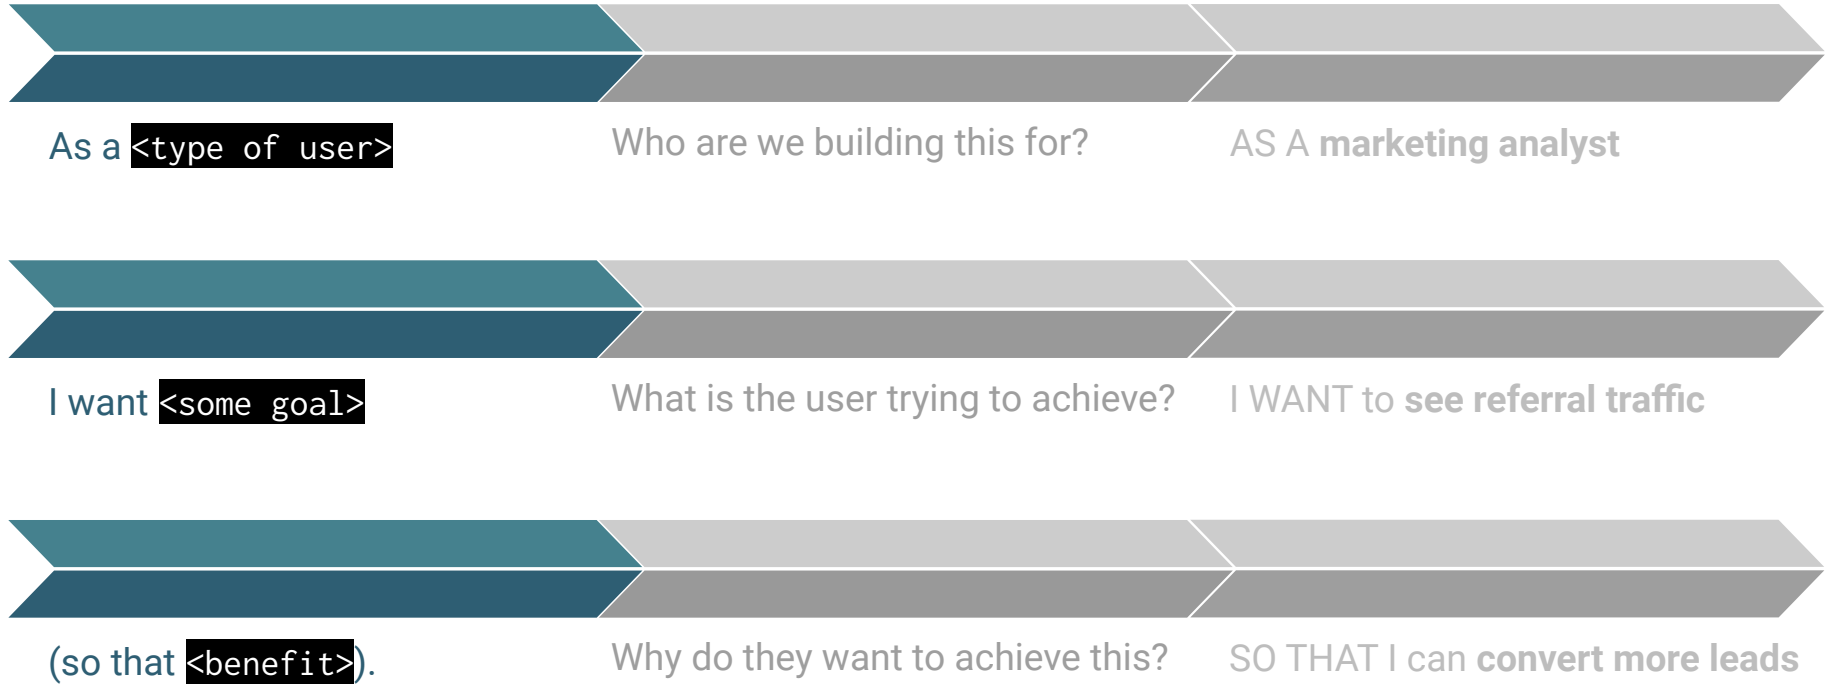 As a <type of user>
Who are we building this for?
AS A marketing analyst
I want <some goal>
What is the user trying to achieve?
I WANT to see referral traffic
(so that <benefit>).
Why do they want to achieve this?
SO THAT I can convert more leads